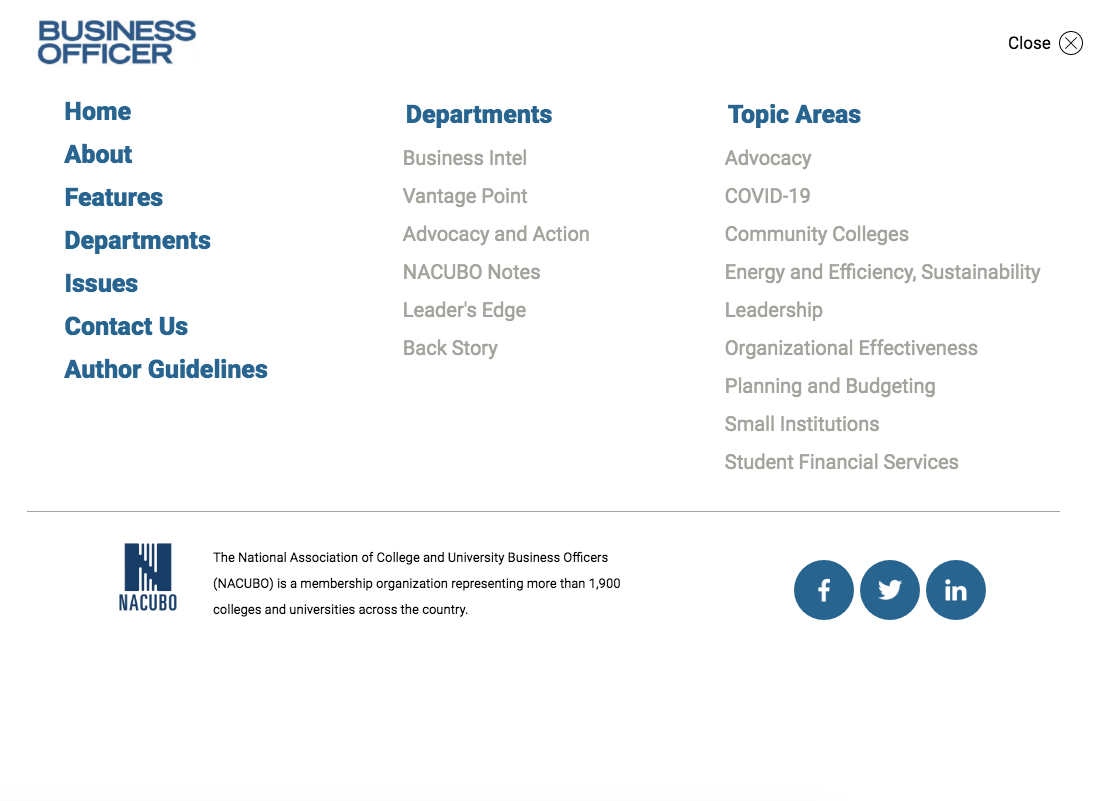 BUSINESS
OFFICER
Close
Home
About
Features
Departments
Issues
Contact Us
Author Guidelines
Departments
Business Intel
Vantage Point
Advocacy and Action
NACUBO Notes
Leader's Edge
Back Story
Topic Areas
Advocacy
COVID-19
Community Colleges
Energy and Efficiency, Sustainability
Leadership
Organizational Effectiveness
Planning and Budgeting
Small Institutions
Student Financial Services
NACUBO
The National Association of College and University Business Officers
(NACUBO) is a membership organization representing more than 1,900
colleges and universities across the country.